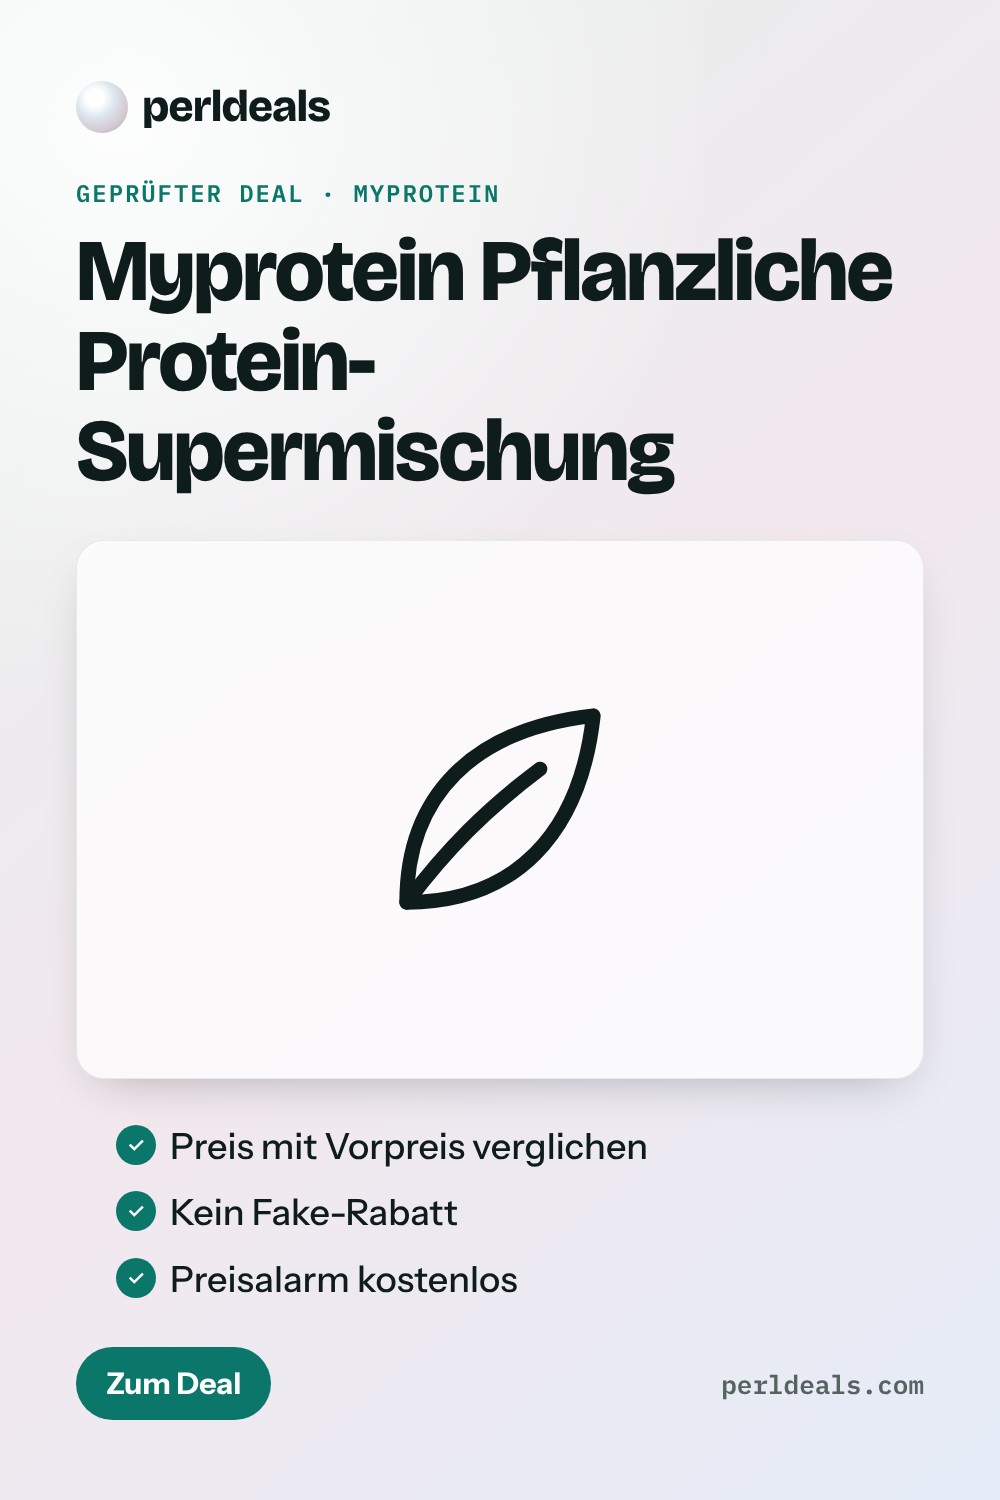 perldeals
GEPRÜFTER DEAL · MYPROTEIN
Myprotein Pflanzliche
Protein-
Supermischung
Preis mit Vorpreis verglichen
Kein Fake-Rabatt
Preisalarm kostenlos
Zum Deal
perldeals.com